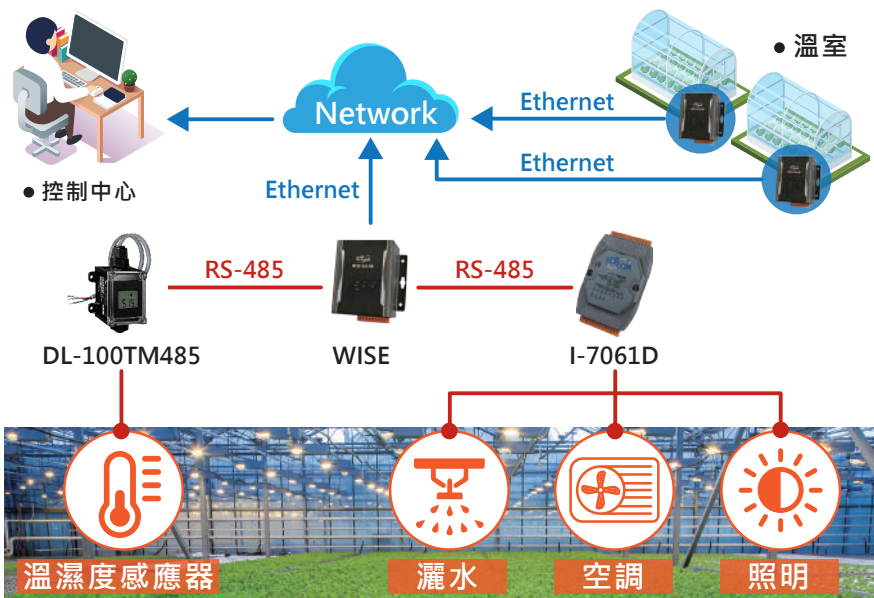 ● 溫室
Ethernet
Network
Ethernet
● 控制中心
Ethernet
RS-485
RS-485
DL-100TM485
WISE
I-7061D
溫濕度感應器
灑水
空調
照明